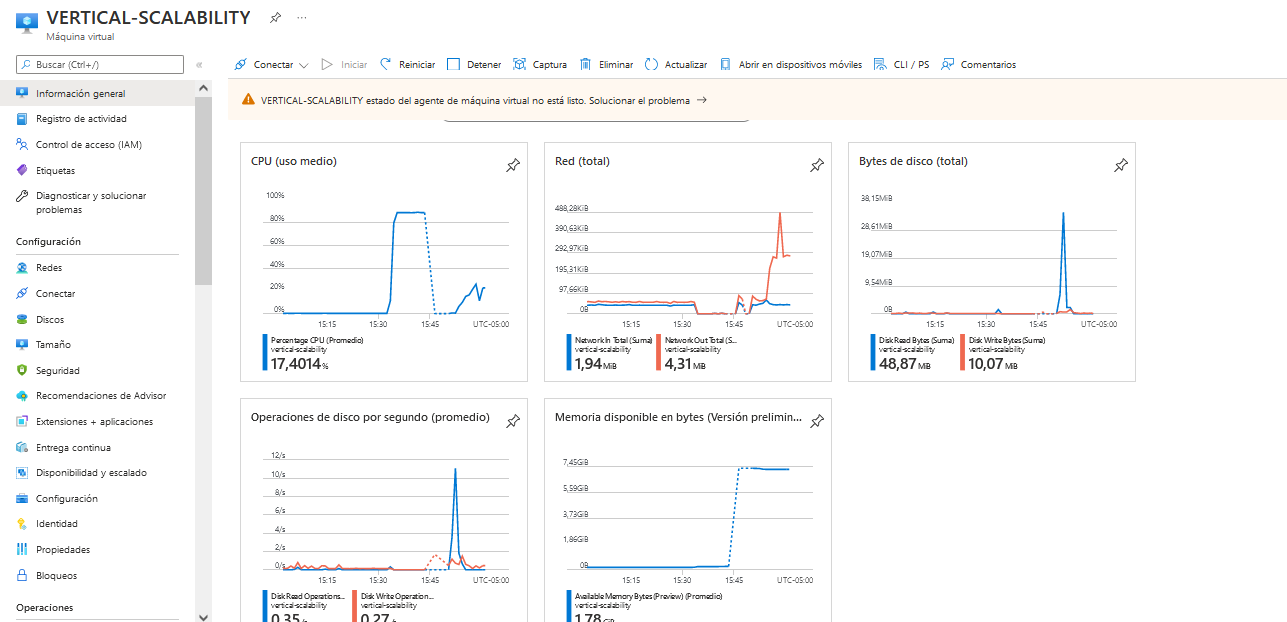 VERTICAL-SCALABILITY
Máquina virtual
Buscar (Ctrl+/)
Información general
Registro de actividad
Control de acceso (IAM)
Etiquetas
Diagnosticar y solucionar
problemas
Configuración
Redes
Conectar
Discos
Tamaño
Seguridad
Recomendaciones de Advisor
Extensiones + aplicaciones
Entrega continua
Disponibilidad y escalado
Configuración
Identidad
Propiedades
Bloqueos
Operaciones
Conectar Iniciar Reiniciar Detener Captura Eliminar Actualizar Abrir en dispositivos móviles CLI / PS Comentarios
VERTICAL-SCALABILITY estado del agente de máquina virtual no está listo. Solucionar el problema →
CPU (uso medio)
100%
80%
60%
40%
20%
0%
15:15 15:30 15:45 UTC-05:00
Percentage CPU (Promedio)
vertical-scalability
17,4014%
Red (total)
488,28KiB
390,63KiB
292,97KiB
195,31KiB
97,66KiB
0B
15:15 15:30 15:45 UTC-05:00
Network In Total (Suma)
vertical-scalability
1,94MiB
Network Out Total (S...
vertical-scalability
4,31MiB
Bytes de disco (total)
38,15MiB
28,61MiB
19,07MiB
9,54MiB
0B
15:15 15:30 15:45 UTC-05:00
Disk Read Bytes (Suma)
vertical-scalability
48,87MiB
Disk Write Bytes (Suma)
vertical-scalability
10,07MiB
Operaciones de disco por segundo (promedio)
12/s
10/s
8/s
6/s
4/s
2/s
0/s
15:15 15:30 15:45 UTC-05:00
Disk Read Operations...
vertical-scalability
0,35/s
Disk Write Operation...
vertical-scalability
0,27/s
Memoria disponible en bytes (Versión prelimin...
7,45GiB
5,59GiB
3,73GiB
1,86GiB
0B
15:15 15:30 15:45 UTC-05:00
Available Memory Bytes (Preview) (Promedio)
vertical-scalability
1,78GiB